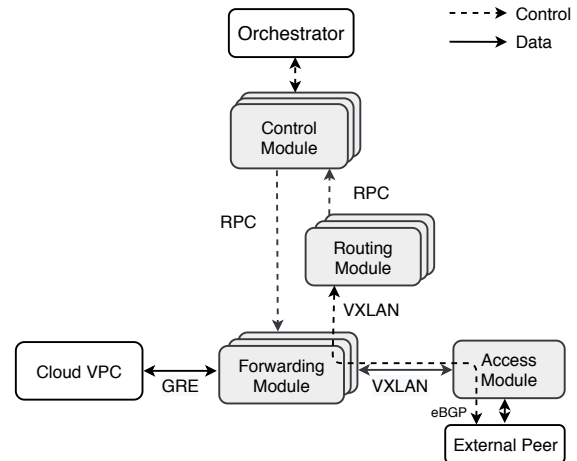 Control
Orchestrator
Data
Control
Module
RPC
RPC
Routing
Module
VXLAN
Cloud VPC
GRE
Forwarding
Module
VXLAN
Access
Module
eBGP
External Peer